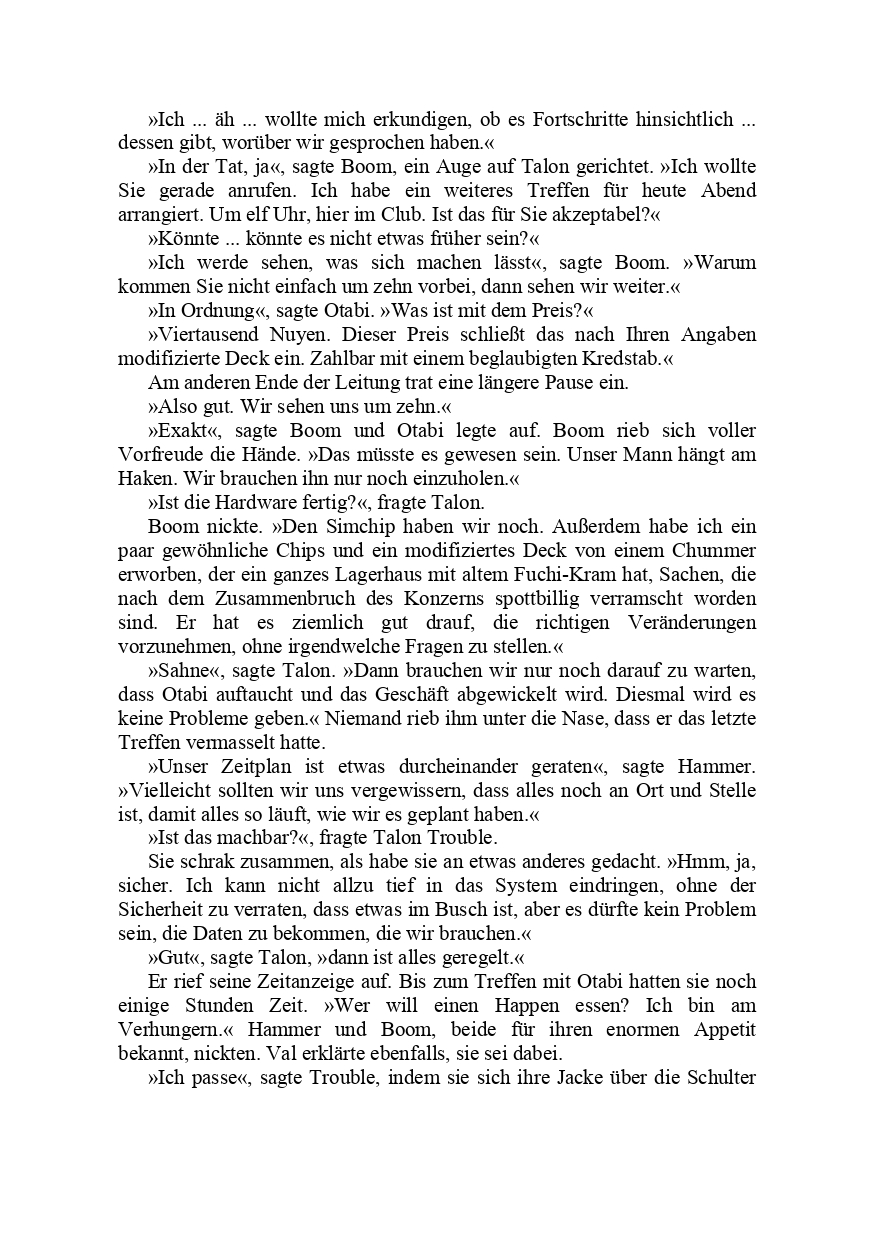 »Ich ... äh ... wollte mich erkundigen, ob es Fortschritte hinsichtlich ...
dessen gibt, worüber wir gesprochen haben.«
»In der Tat, ja«, sagte Boom, ein Auge auf Talon gerichtet. »Ich wollte
Sie gerade anrufen. Ich habe ein weiteres Treffen für heute Abend
arrangiert. Um elf Uhr, hier im Club. Ist das für Sie akzeptabel?«
»Könnte ... könnte es nicht etwas früher sein?«
»Ich werde sehen, was sich machen lässt«, sagte Boom. »Warum
kommen Sie nicht einfach um zehn vorbei, dann sehen wir weiter.«
»In Ordnung«, sagte Otabi. »Was ist mit dem Preis?«
»Viertausend Nuyen. Dieser Preis schließt das nach Ihren Angaben
modifizierte Deck ein. Zahlbar mit einem beglaubigten Kredstab.«
Am anderen Ende der Leitung trat eine längere Pause ein.
»Also gut. Wir sehen uns um zehn.«
»Exakt«, sagte Boom und Otabi legte auf. Boom rieb sich voller
Vorfreude die Hände. »Das müsste es gewesen sein. Unser Mann hängt am
Haken. Wir brauchen ihn nur noch einzuholen.«
»Ist die Hardware fertig?«, fragte Talon.
Boom nickte. »Den Simchip haben wir noch. Außerdem habe ich ein
paar gewöhnliche Chips und ein modifiziertes Deck von einem Chummer
erworben, der ein ganzes Lagerhaus mit altem Fuchi-Kram hat, Sachen, die
nach dem Zusammenbruch des Konzerns spottbillig verramscht worden
sind. Er hat es ziemlich gut drauf, die richtigen Veränderungen
vorzunehmen, ohne irgendwelche Fragen zu stellen.«
»Sahne«, sagte Talon. »Dann brauchen wir nur noch darauf zu warten,
dass Otabi auftaucht und das Geschäft abgewickelt wird. Diesmal wird es
keine Probleme geben.« Niemand rieb ihm unter die Nase, dass er das letzte
Treffen vermasselt hatte.
»Unser Zeitplan ist etwas durcheinander geraten«, sagte Hammer.
»Vielleicht sollten wir uns vergewissern, dass alles noch an Ort und Stelle
ist, damit alles so läuft, wie wir es geplant haben.«
»Ist das machbar?«, fragte Talon Trouble.
Sie schrak zusammen, als habe sie an etwas anderes gedacht. »Hmm, ja,
sicher. Ich kann nicht allzu tief in das System eindringen, ohne der
Sicherheit zu verraten, dass etwas im Busch ist, aber es dürfte kein Problem
sein, die Daten zu bekommen, die wir brauchen.«
»Gut«, sagte Talon, »dann ist alles geregelt.«
Er rief seine Zeitanzeige auf. Bis zum Treffen mit Otabi hatten sie noch
einige Stunden Zeit. »Wer will einen Happen essen? Ich bin am
Verhungern.« Hammer und Boom, beide für ihren enormen Appetit
bekannt, nickten. Val erklärte ebenfalls, sie sei dabei.
»Ich passe«, sagte Trouble, indem sie sich ihre Jacke über die Schulter